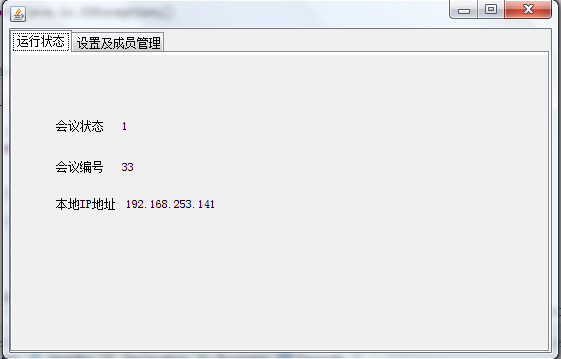 运行状态 设置及成员管理
会议状态 1
会议编号 33
本地IP地址 192.168.253.141